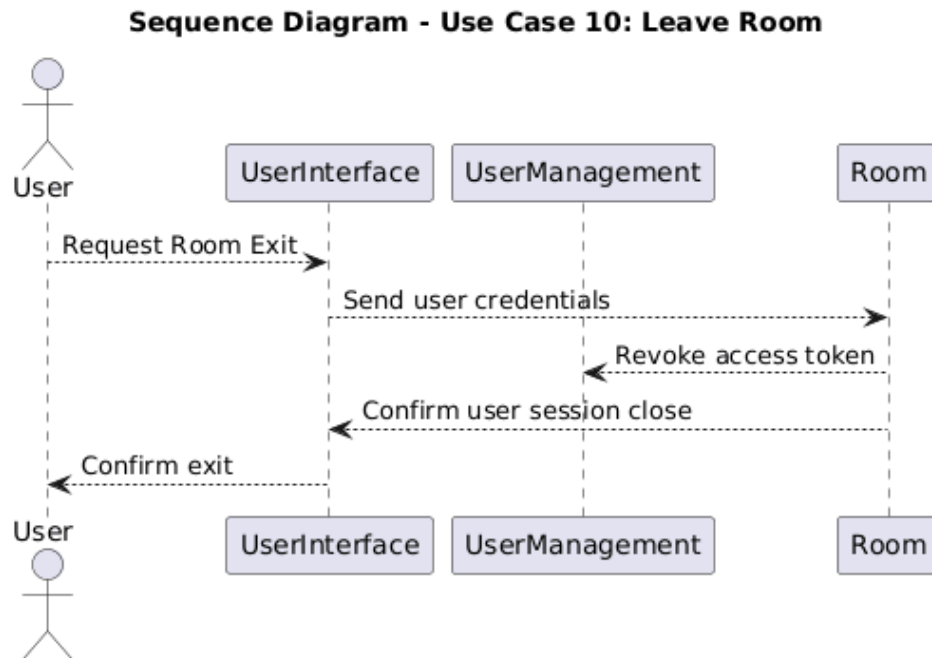 Sequence Diagram - Use Case 10: Leave Room
User
UserInterface
UserManagement
Room
Request Room Exit
Send user credentials
Revoke access token
Confirm user session close
Confirm exit
User
UserInterface
UserManagement
Room